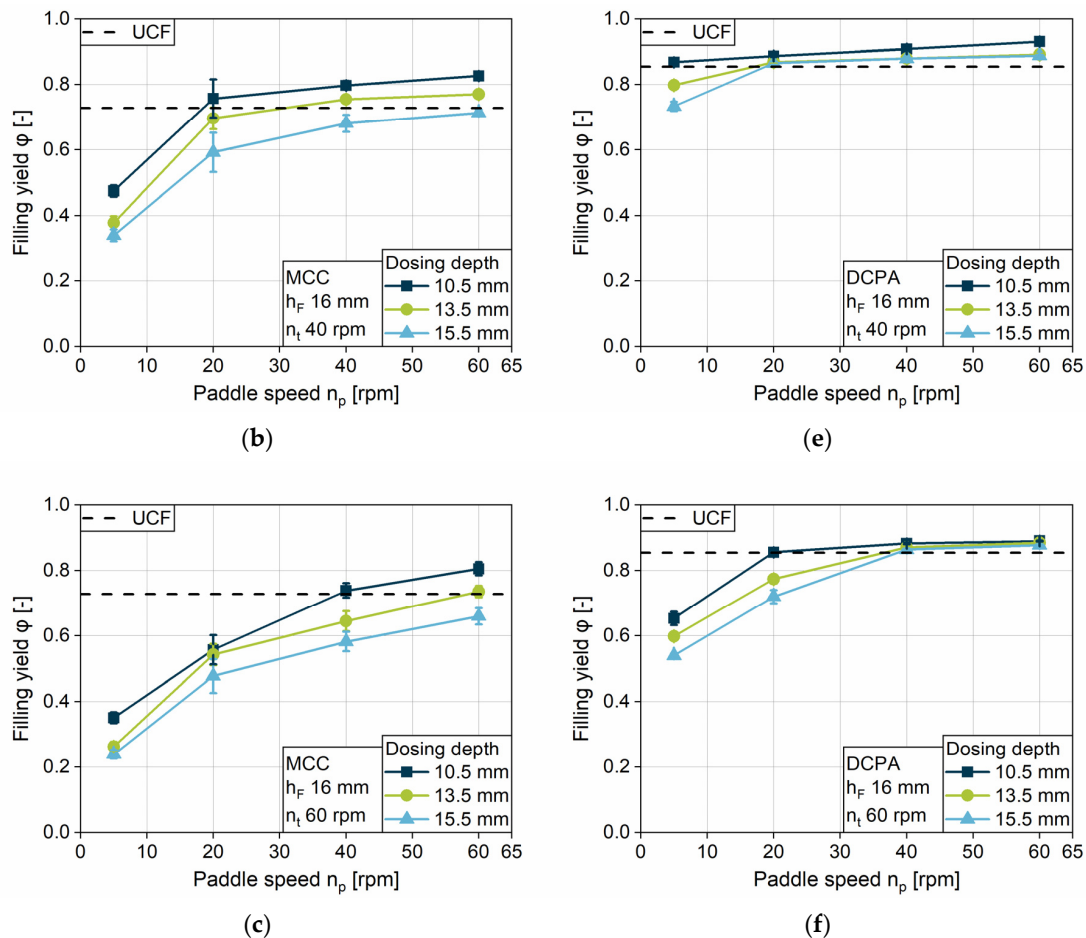 1.0
0.8
0.6
0.4
0.2
0.0
Filling yield φ [-]
UCF
MCC
h_F 16 mm
n_t 40 rpm
Dosing depth
10.5 mm
13.5 mm
15.5 mm
0 10 20 30 40 50 60 65
Paddle speed n_p [rpm]
(b)
1.0
0.8
0.6
0.4
0.2
0.0
Filling yield φ [-]
UCF
DCPA
h_F 16 mm
n_t 40 rpm
Dosing depth
10.5 mm
13.5 mm
15.5 mm
0 10 20 30 40 50 60 65
Paddle speed n_p [rpm]
(e)
1.0
0.8
0.6
0.4
0.2
0.0
Filling yield φ [-]
UCF
MCC
h_F 16 mm
n_t 60 rpm
Dosing depth
10.5 mm
13.5 mm
15.5 mm
0 10 20 30 40 50 60 65
Paddle speed n_p [rpm]
(c)
1.0
0.8
0.6
0.4
0.2
0.0
Filling yield φ [-]
UCF
DCPA
h_F 16 mm
n_t 60 rpm
Dosing depth
10.5 mm
13.5 mm
15.5 mm
0 10 20 30 40 50 60 65
Paddle speed n_p [rpm]
(f)